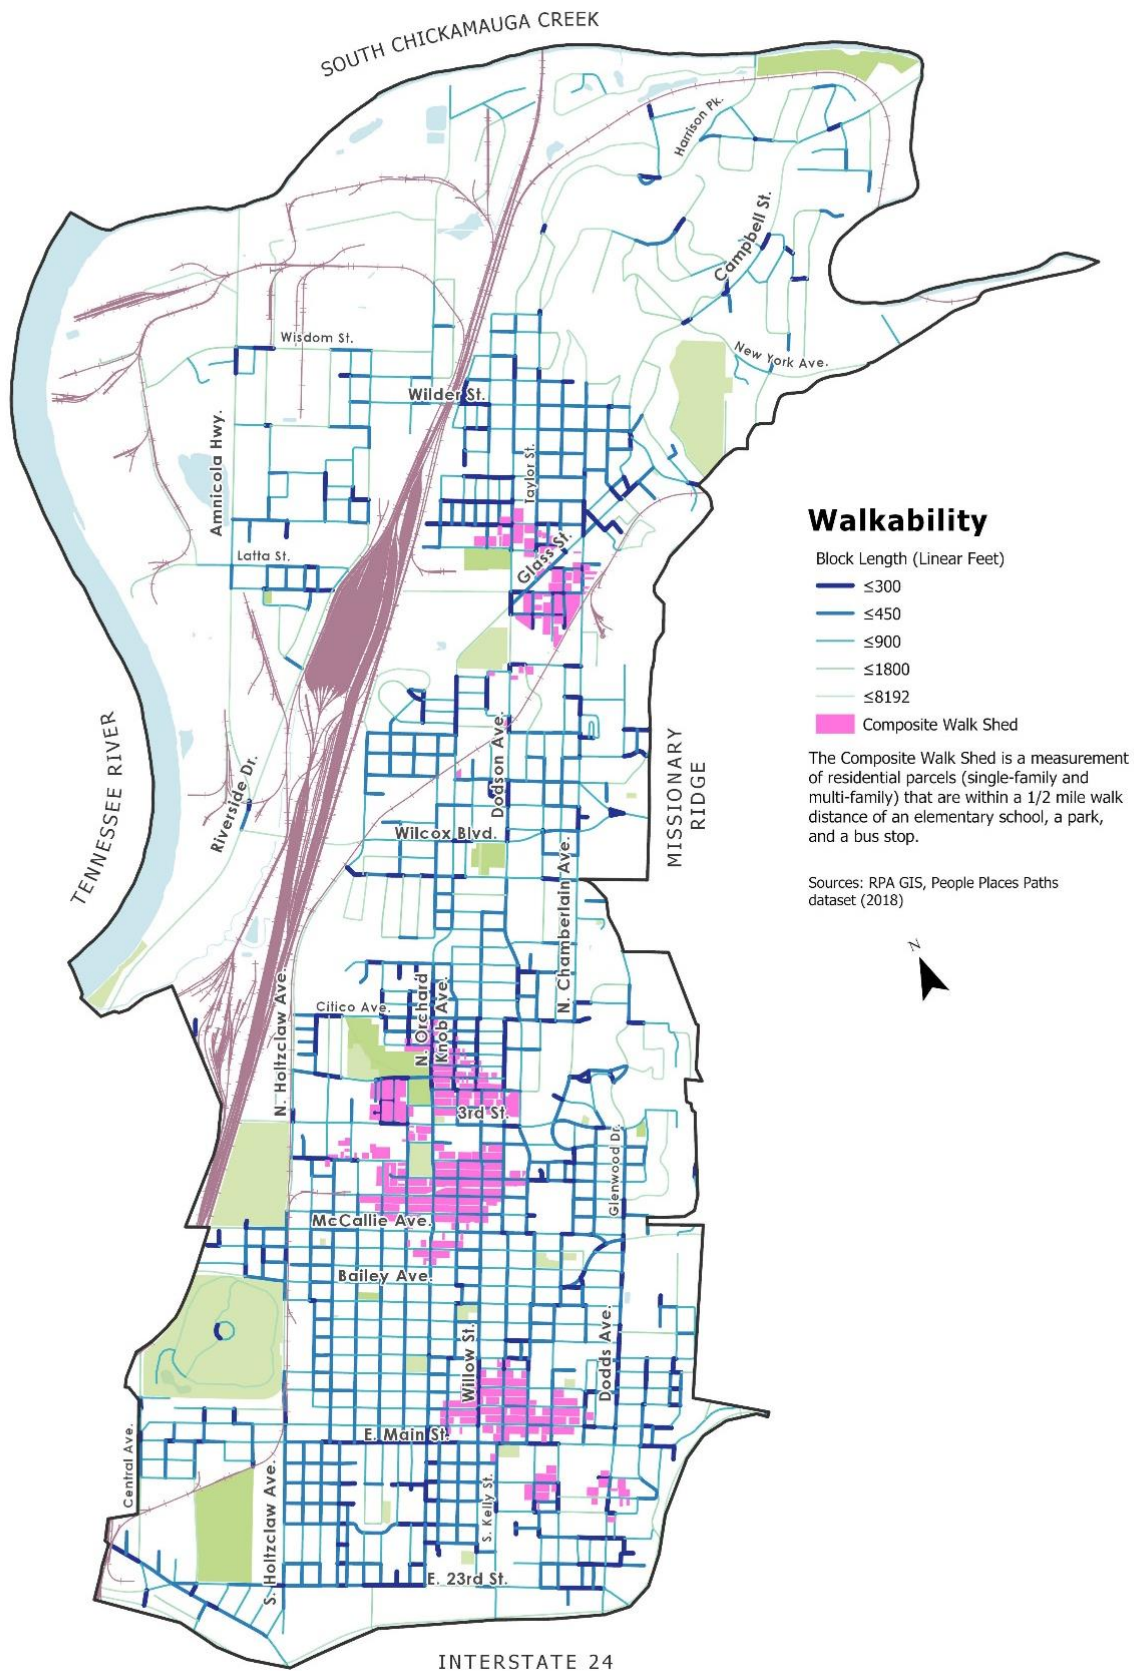 SOUTH CHICKAMAUGA CREEK
Harrison Pk.
Campbell St.
Wisdom St.
New York Ave.
Wilder St.
Amnicola Hwy.
Taylor St.
Walkability
Block Length (Linear Feet)
≤300
≤450
≤900
≤1800
≤8192
Composite Walk Shed
The Composite Walk Shed is a measurement
of residential parcels (single-family and
multi-family) that are within a 1/2 mile walk
distance of an elementary school, a park,
and a bus stop.
Sources: RPA GIS, People Places Paths
dataset (2018)
N
Latta St.
Glass St.
TENNESSEE RIVER
Riverside Dr.
Dodson Ave.
MISSIONARY
RIDGE
Wilcox Blvd.
N. Chamberlain Ave.
N. Holtzclaw Ave.
Citico Ave.
N. Orchard
Knob Ave.
3rd St.
Glenwood Dr.
McCallie Ave.
Bailey Ave.
Willow St.
Dodds Ave.
E. Main St.
Central Ave.
S. Holtzclaw Ave.
S. Kelly St.
E. 23rd St.
INTERSTATE 24